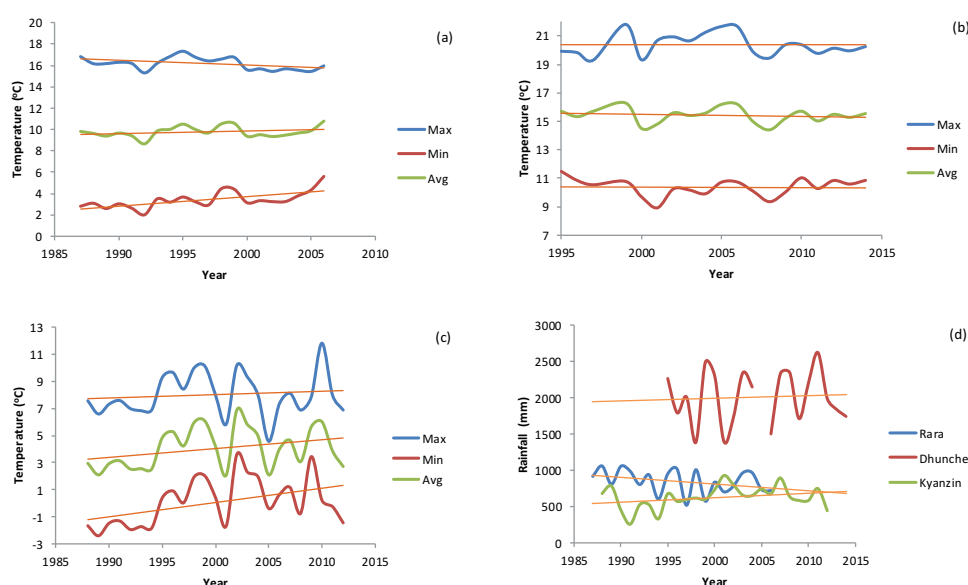 (a)
20
18
16
14
12
10
8
6
4
2
0
Temperature (°C)
1985 1990 1995 2000 2005 2010
Year
Max
Min
Avg
(b)
21
19
17
15
13
11
9
7
Temperature (°C)
1995 2000 2005 2010 2015
Year
Max
Min
Avg
(c)
13
11
9
7
5
3
1
-1
-3
Temperature (°C)
1985 1990 1995 2000 2005 2010 2015
Year
Max
Min
Avg
(d)
3000
2500
2000
1500
1000
500
0
Rainfall (mm)
1985 1990 1995 2000 2005 2010 2015
Year
Rara
Dhunche
Kyanzin